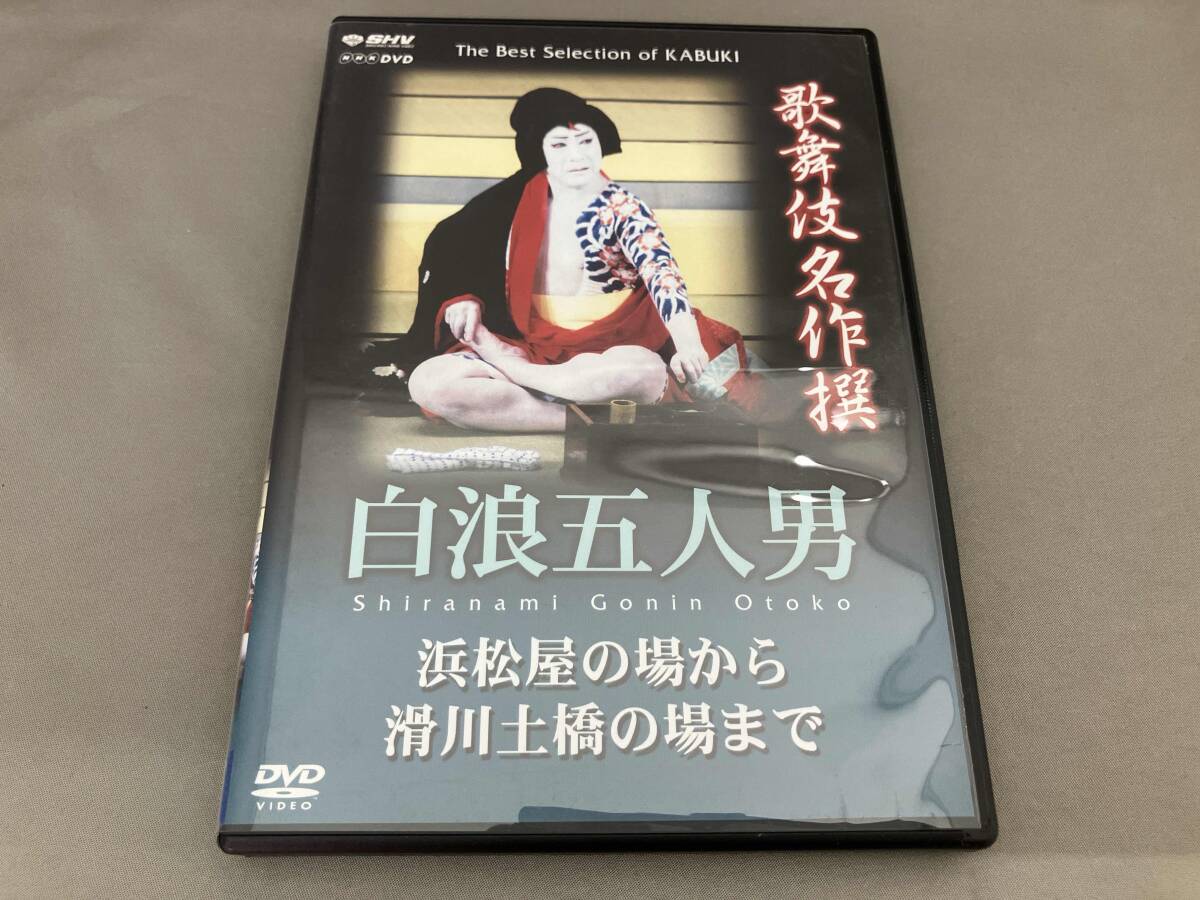 SHV
NHK DVD
The Best Selection of KABUKI
歌舞伎名作撰
白浪五人男
Shiranami Gonin Otoko
浜松屋の場から
滑川土橋の場まで
DVD
VIDEO